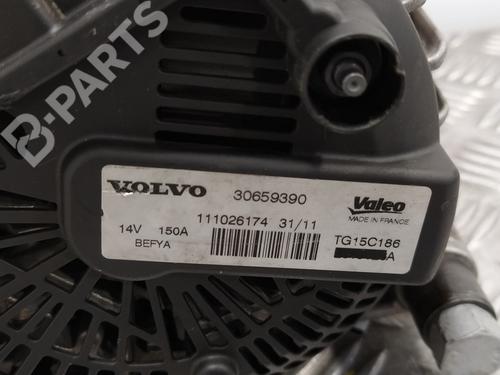 B-PARTS
VOLVO 30659390 Valeo
MADE IN FRANCE
111026174 31/11
14V 150A TG15C186
BEFYA A